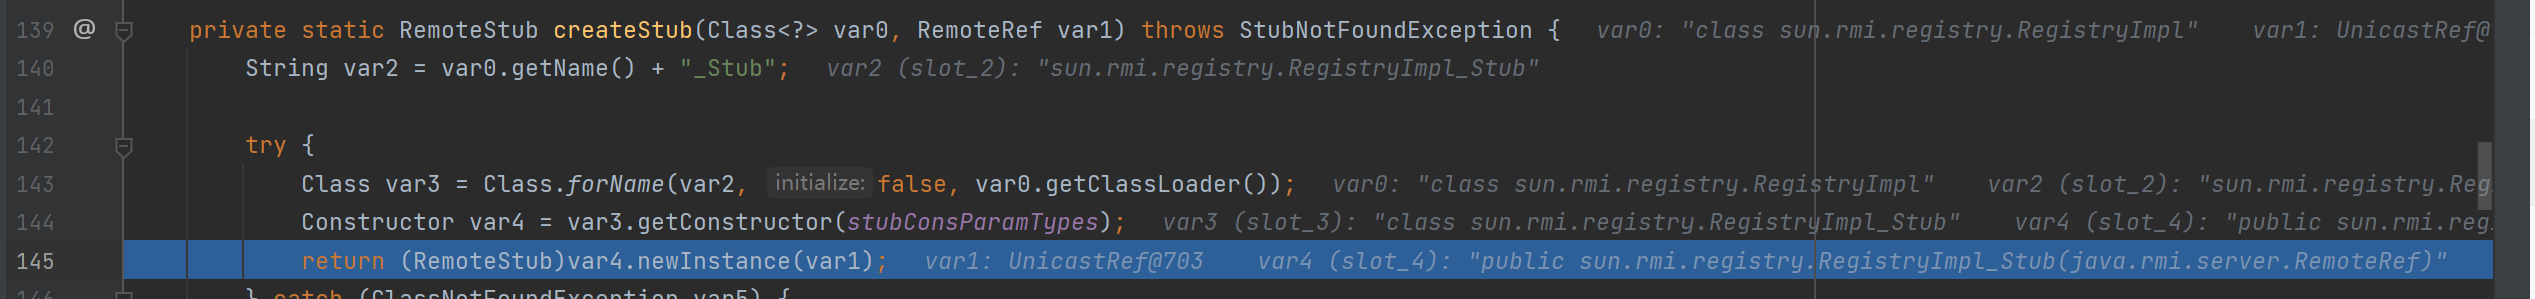 139 @ private static RemoteStub createStub(Class<?> var0, RemoteRef var1) throws StubNotFoundException { var0: "class sun.rmi.registry.RegistryImpl" var1: UnicastRef@
140 String var2 = var0.getName() + "_Stub"; var2 (slot_2): "sun.rmi.registry.RegistryImpl_Stub"
141
142 try {
143 Class var3 = Class.forName(var2, initialize: false, var0.getClassLoader()); var0: "class sun.rmi.registry.RegistryImpl" var2 (slot_2): "sun.rmi.registry.Reg
144 Constructor var4 = var3.getConstructor(stubConsParamTypes); var3 (slot_3): "class sun.rmi.registry.RegistryImpl_Stub" var4 (slot_4): "public sun.rmi.reg
145 return (RemoteStub)var4.newInstance(var1); var1: UnicastRef@703 var4 (slot_4): "public sun.rmi.registry.RegistryImpl_Stub(java.rmi.server.RemoteRef)"
146 } catch (ClassNotFoundException var5) {